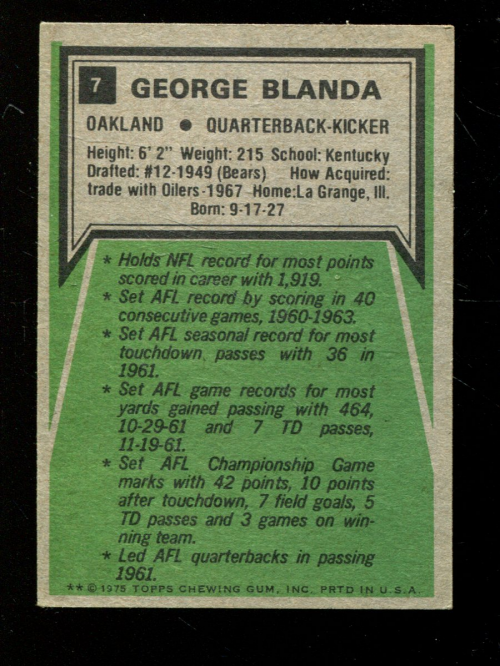 7 GEORGE BLANDA
OAKLAND ● QUARTERBACK-KICKER
Height: 6' 2" Weight: 215 School: Kentucky
Drafted: #12-1949 (Bears) How Acquired:
trade with Oilers-1967 Home: La Grange, Ill.
Born: 9-17-27
* Holds NFL record for most points
scored in career with 1,919.
* Set AFL record by scoring in 40
consecutive games, 1960-1963.
* Set AFL seasonal record for most
touchdown passes with 36 in
1961.
* Set AFL game records for most
yards gained passing with 464,
10-29-61 and 7 TD passes,
11-19-61.
* Set AFL Championship Game
marks with 42 points, 10 points
after touchdown, 7 field goals, 5
TD passes and 3 games on win-
ning team.
* Led AFL quarterbacks in passing
1961.
** © 1975 TOPPS CHEWING GUM, INC. PRTD IN U.S.A.